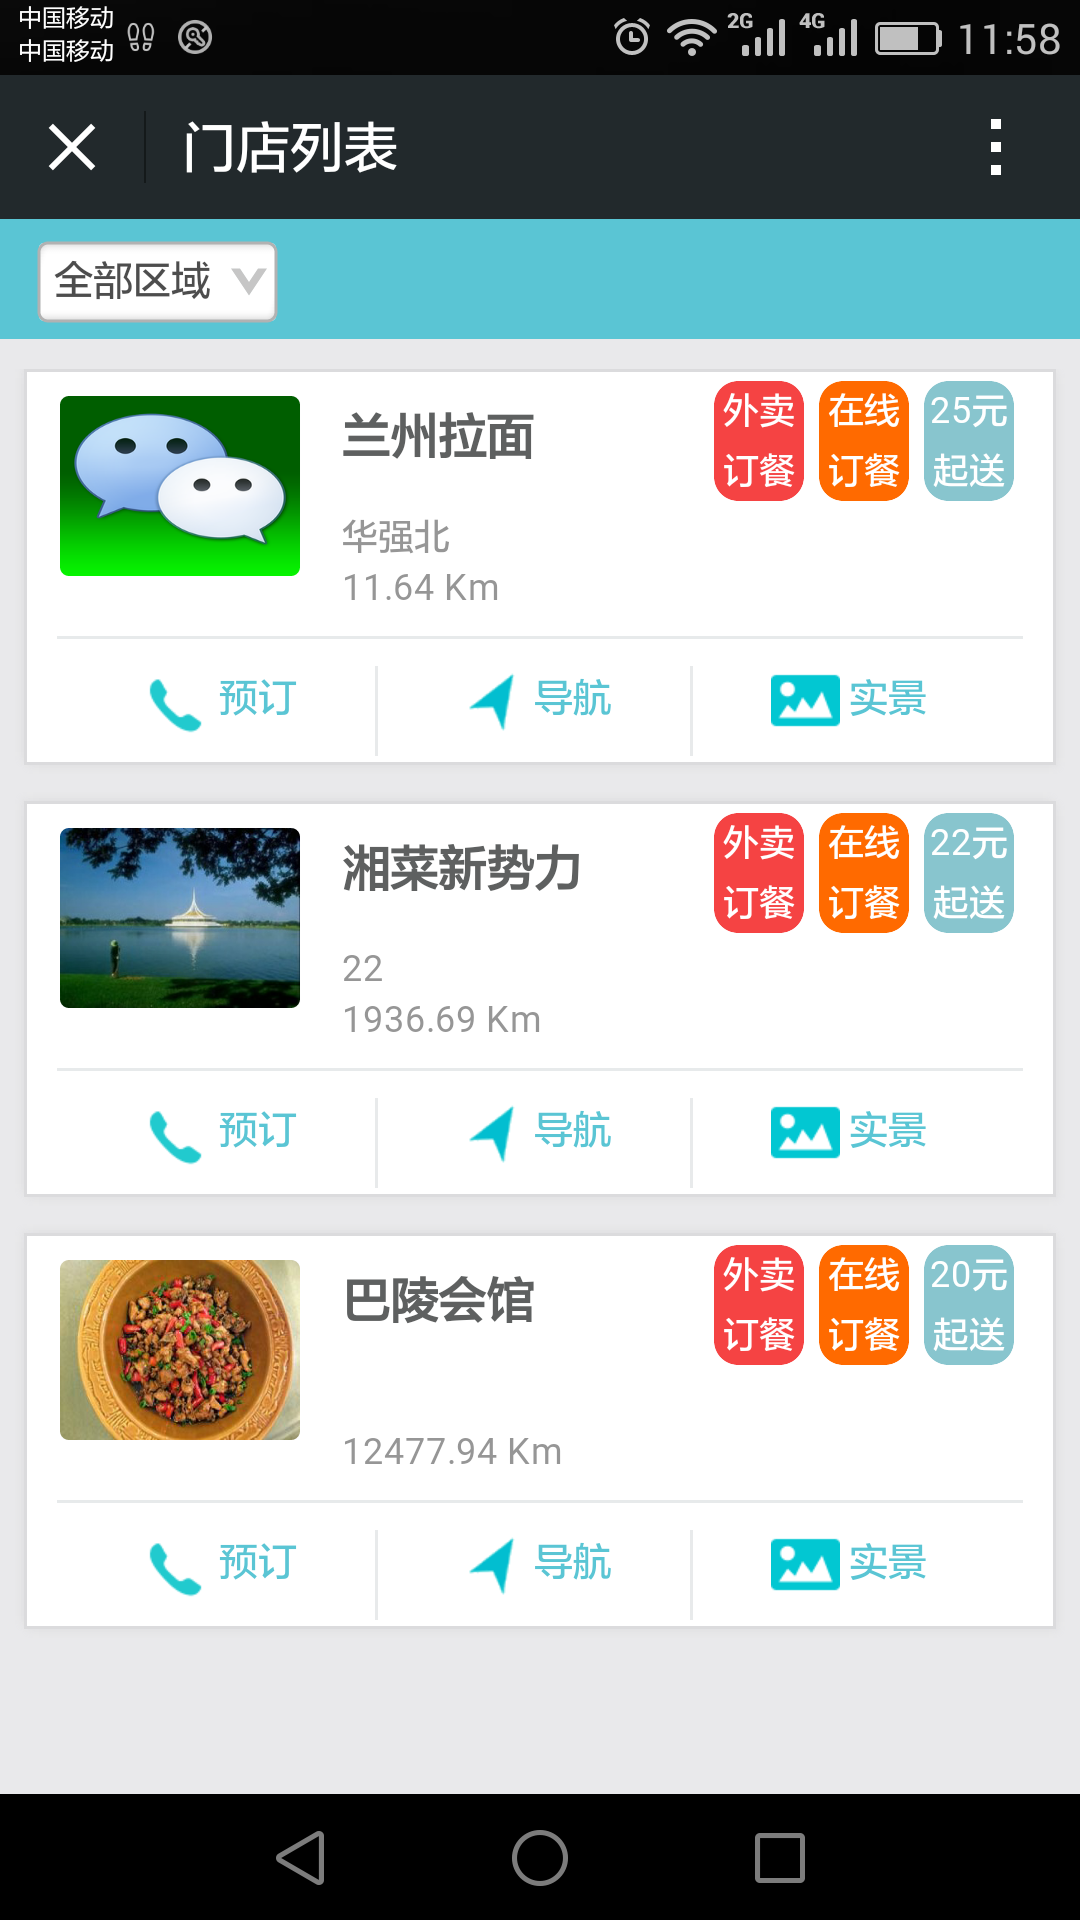 中国移动
中国移动
2G
4G
11:58
门店列表
全部区域
兰州拉面
外卖
订餐
在线
订餐
25元
起送
华强北
11.64 Km
预订
导航
实景
湘菜新势力
外卖
订餐
在线
订餐
22元
起送
22
1936.69 Km
预订
导航
实景
巴陵会馆
外卖
订餐
在线
订餐
20元
起送
12477.94 Km
预订
导航
实景